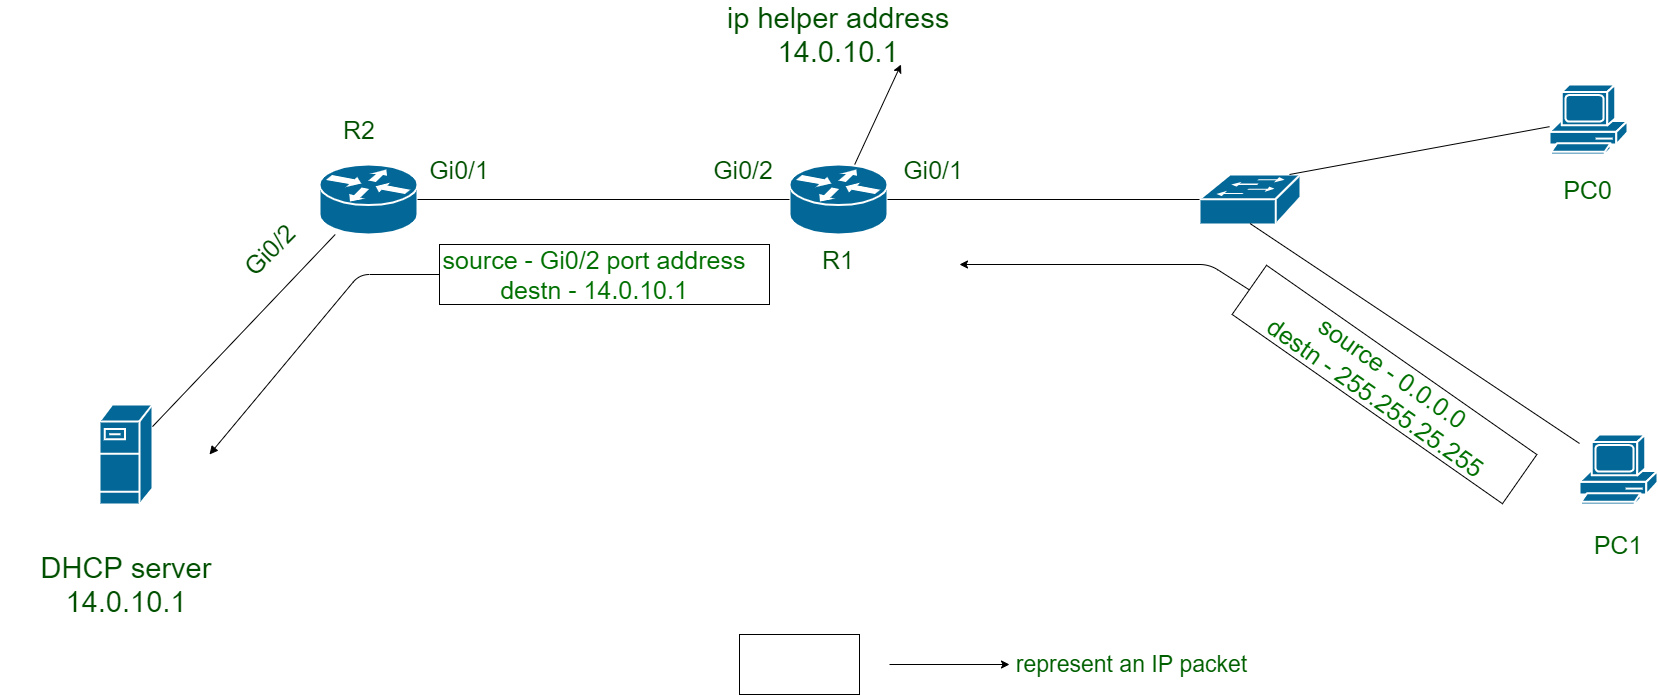 ip helper address
14.0.10.1
R2
Gi0/1
Gi0/2
Gi0/1
PC0
Gi0/2
R1
source - Gi0/2 port address
destn - 14.0.10.1
source - 0.0.0.0
destn - 255.255.25.255
PC1
DHCP server
14.0.10.1
represent an IP packet